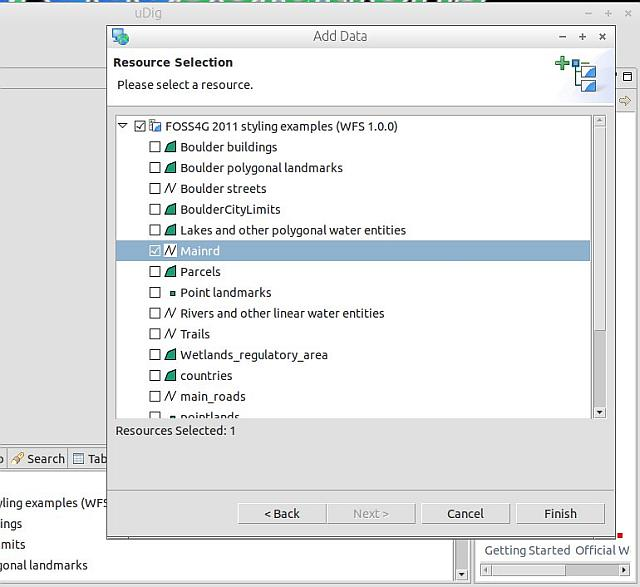 uDig
Add Data
Resource Selection
Please select a resource.
FOSS4G 2011 styling examples (WFS 1.0.0)
Boulder buildings
Boulder polygonal landmarks
Boulder streets
BoulderCityLimits
Lakes and other polygonal water entities
Mainrd
Parcels
Point landmarks
Rivers and other linear water entities
Trails
Wetlands_regulatory_area
countries
main_roads
pointlands
Resources Selected: 1
Search
Tab
yling examples (WFS
ings
mits
gonal landmarks
< Back
Next >
Cancel
Finish
Getting Started Official W